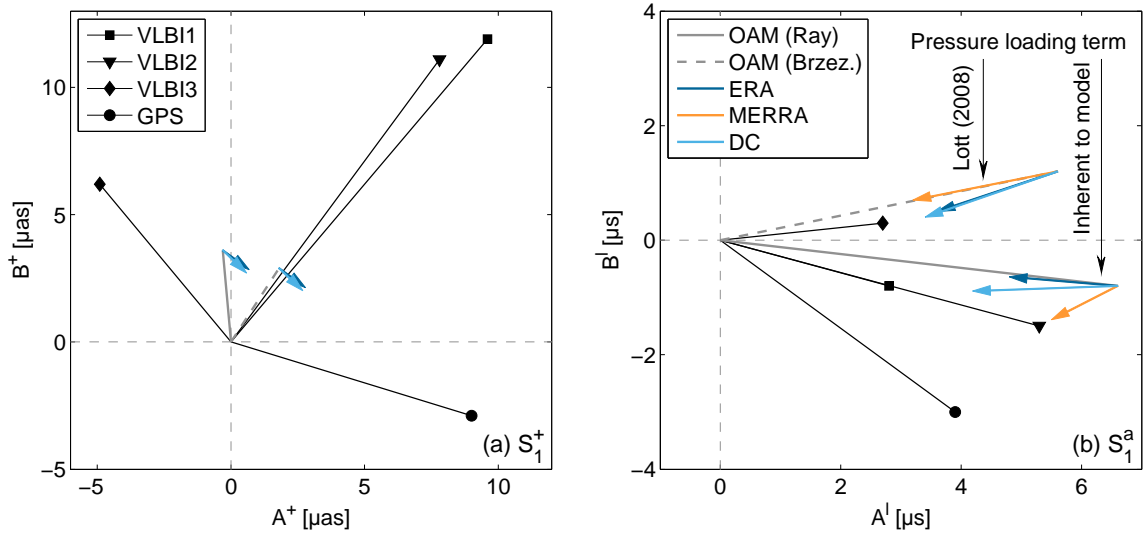 VLBI1
VLBI2
VLBI3
GPS
10
5
0
−5
B⁺ [µas]
−5
0
5
10
A⁺ [µas]
(a) S₁⁺
OAM (Ray)
OAM (Brzez.)
ERA
MERRA
DC
Pressure loading term
Lott (2008)
Inherent to model
4
2
0
−2
−4
Bˡ [µs]
0
2
4
6
Aˡ [µs]
(b) S₁ᵃ